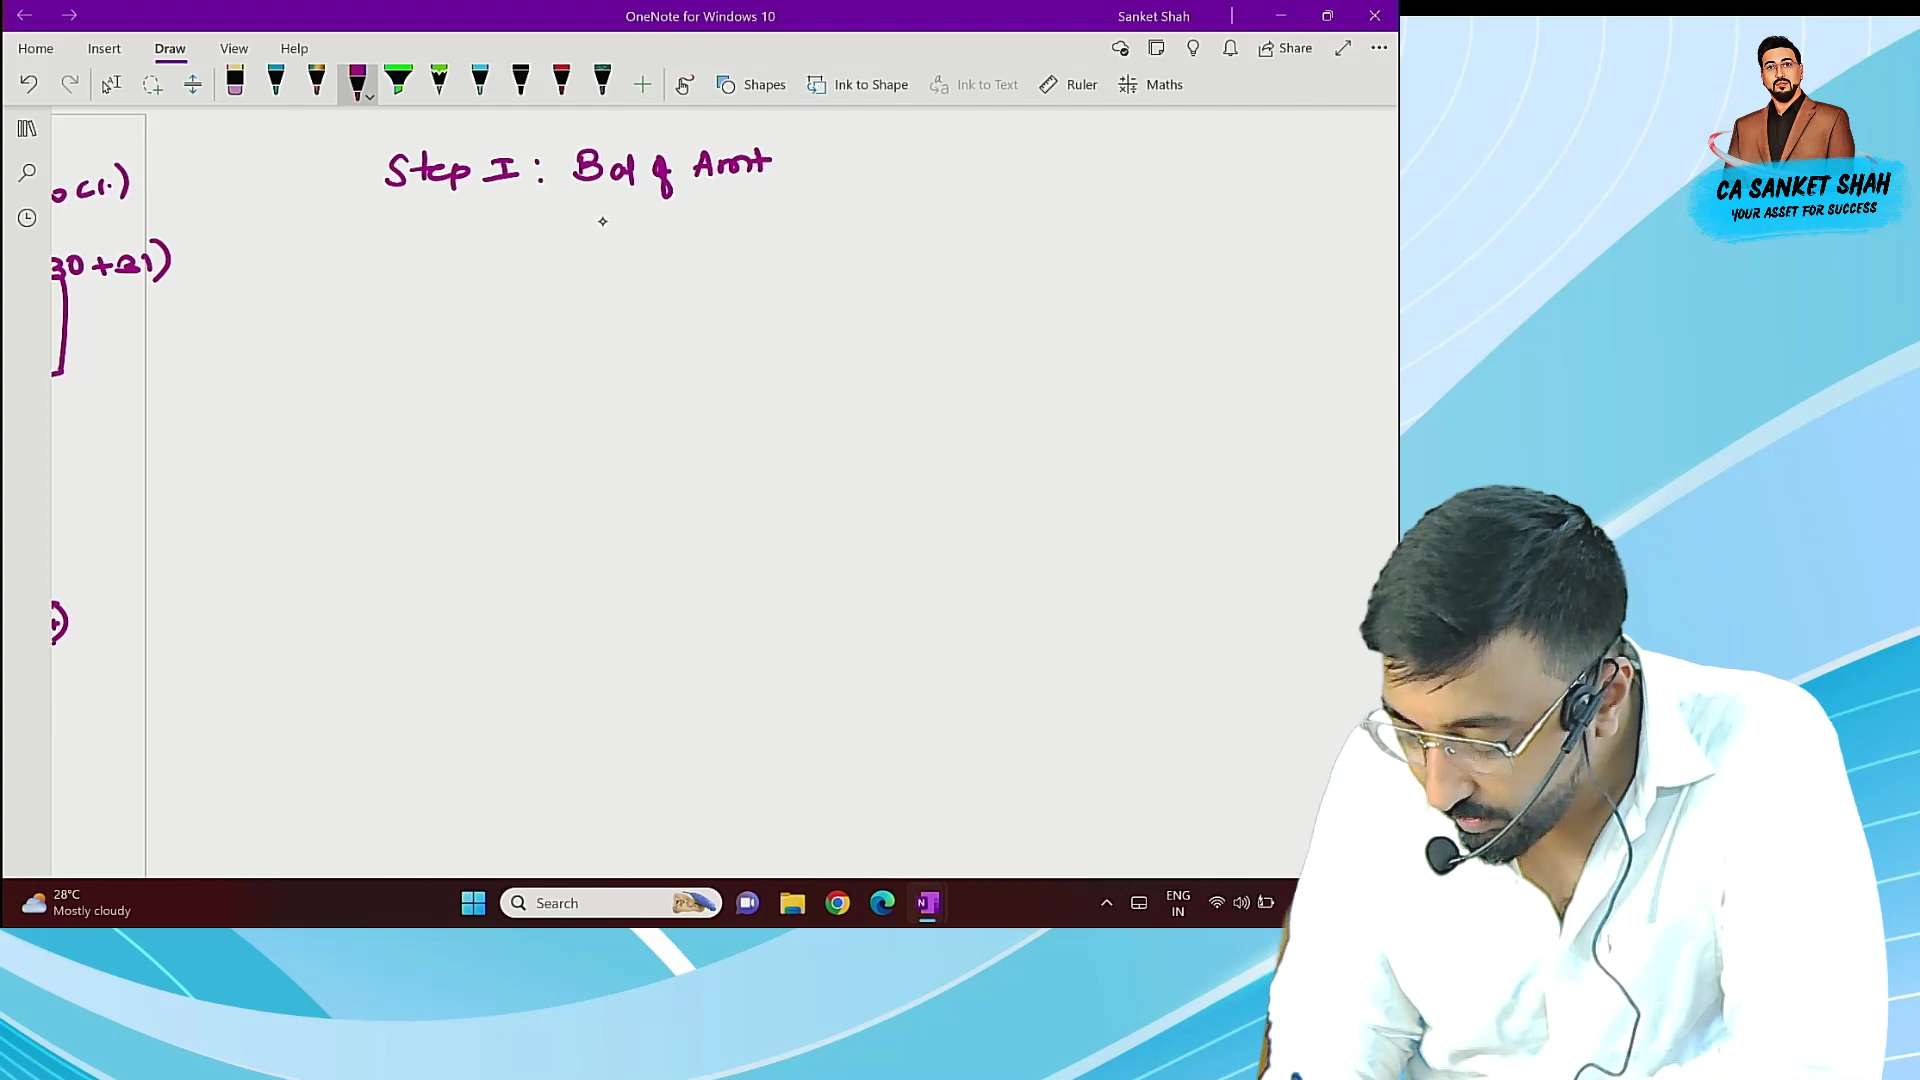 OneNote for Windows 10
Sanket Shah
Home Insert Draw View Help
Share
Shapes Ink to Shape Ink to Text Ruler Maths
Step I : Bal of
30 + 21)
CA SANKET SHAH
YOUR ASSET FOR SUCCESS
28°C
Mostly cloudy
Search
ENG
IN